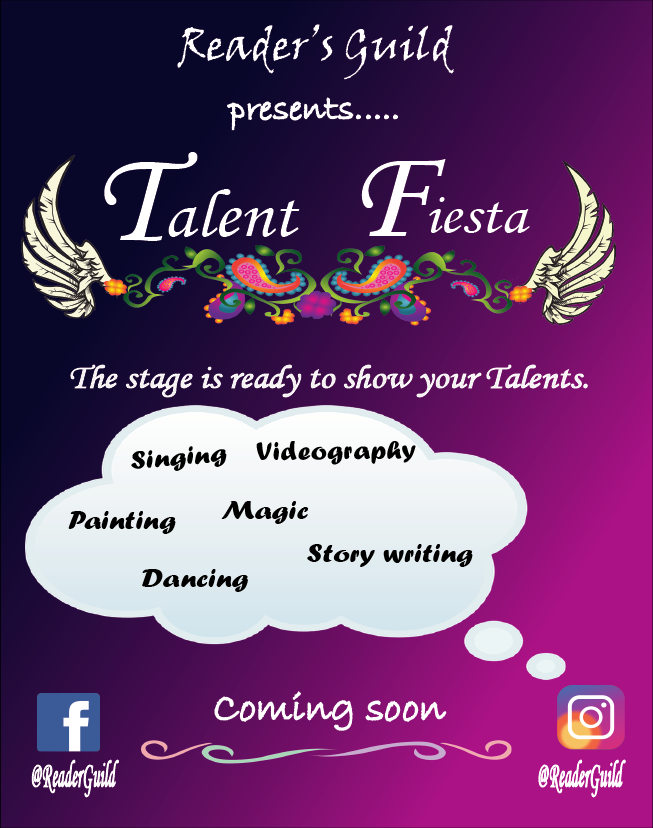 Reader's Guild
presents.....
Talent Fiesta
The stage is ready to show your Talents.
Singing Videography
Painting Magic
Story writing
Dancing
Coming soon
@ReaderGuild @ReaderGuild